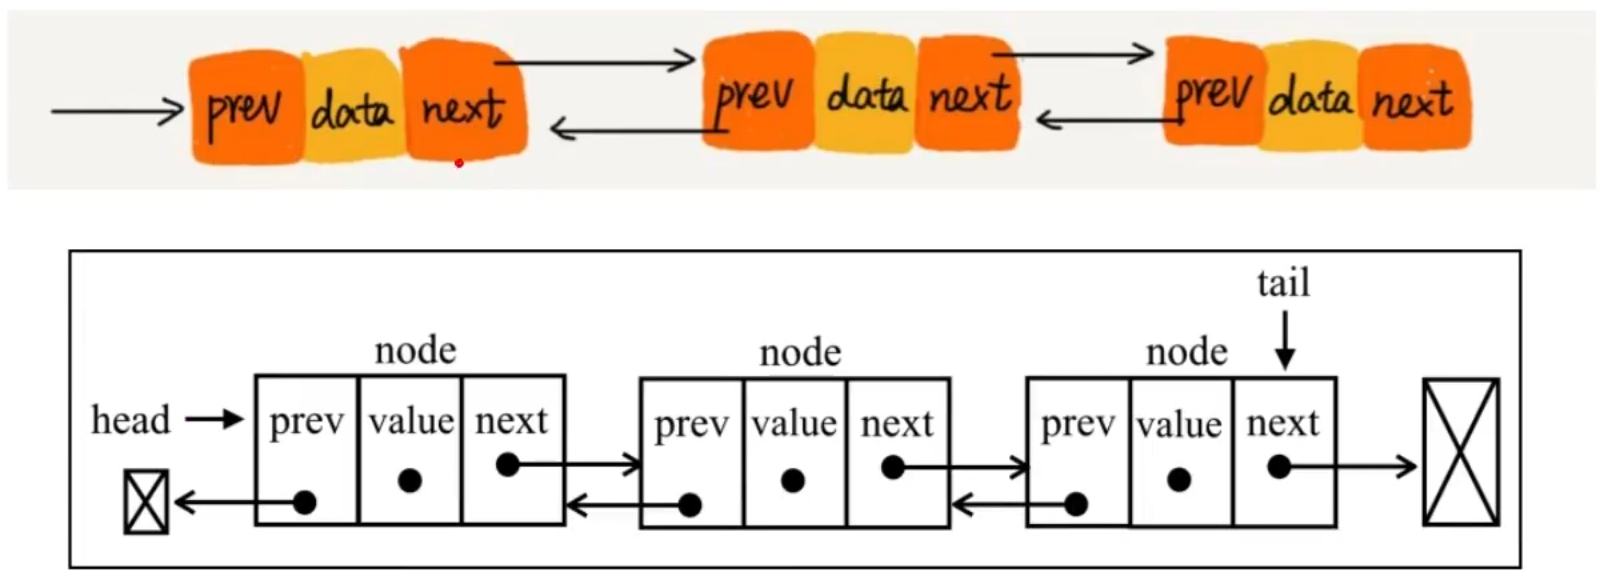 prev data next prev data next prev data next
tail
node node node
head prev value next prev value next prev value next